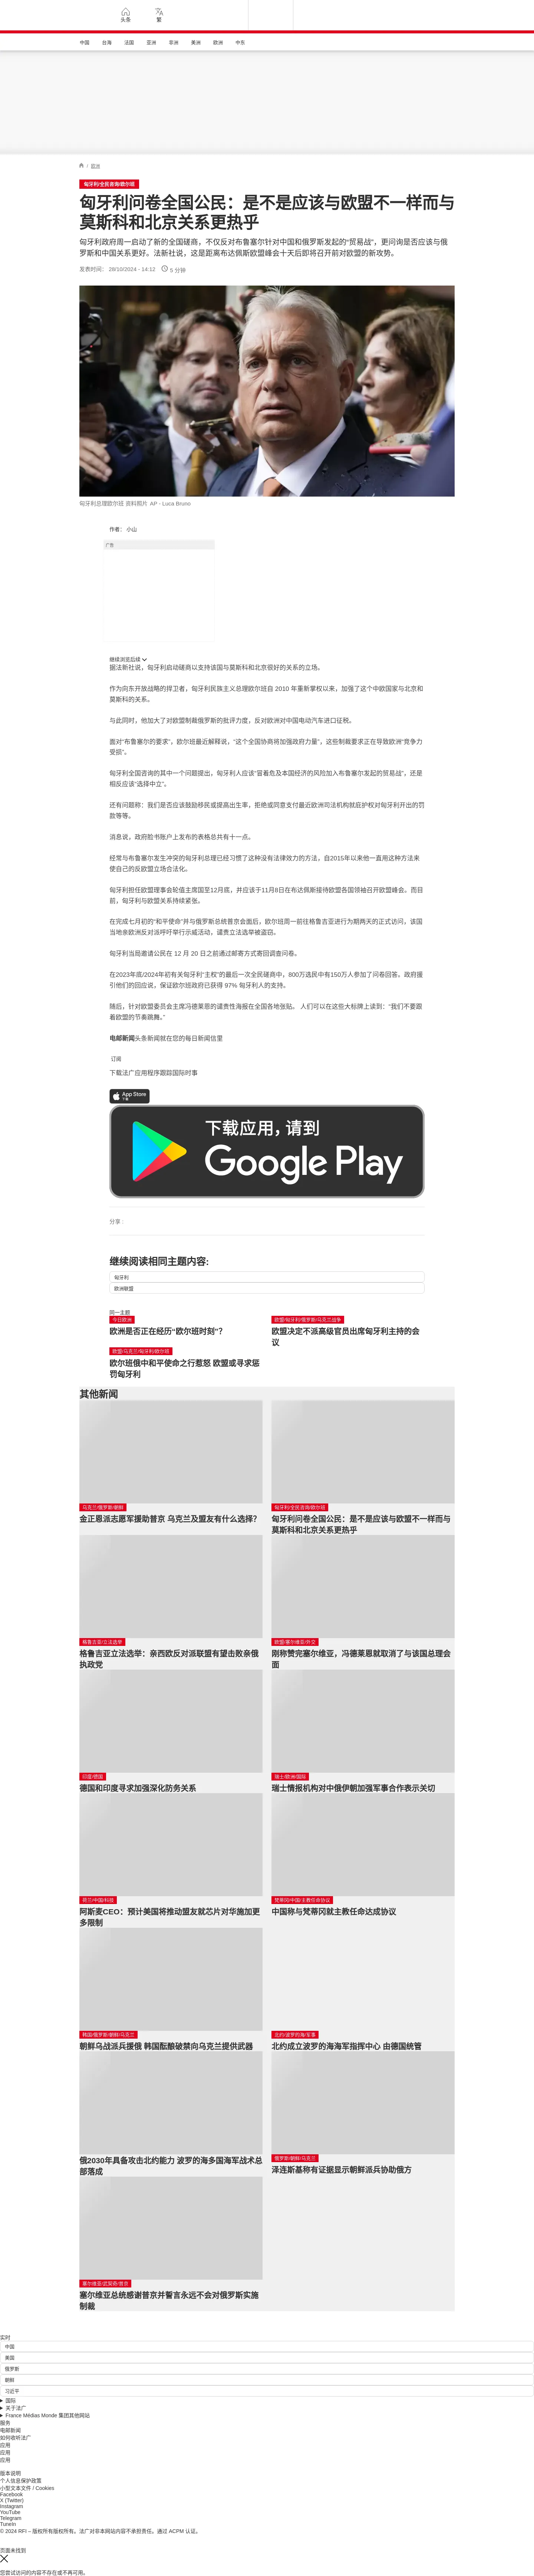 头条
繁
中国
台海
法国
亚洲
非洲
美洲
欧洲
中东
/ 欧洲
匈牙利/全民咨询/欧尔班
匈牙利问卷全国公民：是不是应该与欧盟不一样而与
莫斯科和北京关系更热乎
匈牙利政府周一启动了新的全国磋商，不仅反对布鲁塞尔针对中国和俄罗斯发起的“贸易战”，更问询是否应该与俄
罗斯和中国关系更好。法新社说，这是距离布达佩斯欧盟峰会十天后即将召开前对欧盟的新攻势。
发表时间： 28/10/2024 - 14:12
5 分钟
匈牙利总理欧尔班 资料照片 AP - Luca Bruno
作者： 小山
广告
继续浏览后续
据法新社说，匈牙利启动磋商以支持该国与莫斯科和北京很好的关系的立场。
作为向东开放战略的捍卫者，匈牙利民族主义总理欧尔班自 2010 年重新掌权以来，加强了这个中欧国家与北京和
莫斯科的关系。
与此同时，他加大了对欧盟制裁俄罗斯的批评力度，反对欧洲对中国电动汽车进口征税。
面对“布鲁塞尔的要求”，欧尔班最近解释说，“这个全国协商将加强政府力量”，这些制裁要求正在导致欧洲“竞争力
受损”。
匈牙利全国咨询的其中一个问题提出，匈牙利人应该“冒着危及本国经济的风险加入布鲁塞尔发起的贸易战”，还是
相反应该“选择中立”。
还有问题称：我们是否应该鼓励移民或提高出生率，拒绝或同意支付最近欧洲司法机构就庇护权对匈牙利开出的罚
款等等。
消息说，政府脸书账户上发布的表格总共有十一点。
经常与布鲁塞尔发生冲突的匈牙利总理已经习惯了这种没有法律效力的方法，自2015年以来他一直用这种方法来
使自己的反欧盟立场合法化。
匈牙利担任欧盟理事会轮值主席国至12月底，并应该于11月8日在布达佩斯接待欧盟各国领袖召开欧盟峰会。而目
前，匈牙利与欧盟关系持续紧张。
在完成七月初的“和平使命”并与俄罗斯总统普京会面后，欧尔班周一前往格鲁吉亚进行为期两天的正式访问，该国
当地亲欧洲反对派呼吁举行示威活动，谴责立法选举被盗窃。
匈牙利当局邀请公民在 12 月 20 日之前通过邮寄方式寄回调查问卷。
在2023年底/2024年初有关匈牙利“主权”的最后一次全民磋商中，800万选民中有150万人参加了问卷回答。政府援
引他们的回应说，保证欧尔班政府已获得 97% 匈牙利人的支持。
随后，针对欧盟委员会主席冯德莱恩的谴责性海报在全国各地张贴。 人们可以在这些大标牌上读到：“我们不要跟
着欧盟的节奏跳舞。”
电邮新闻头条新闻就在您的每日新闻信里
订阅
下载法广应用程序跟踪国际时事
App Store
下载应用，请到
Google Play
分享 :
继续阅读相同主题内容:
匈牙利
欧洲联盟
同一主题
今日欧洲
欧洲是否正在经历“欧尔班时刻”？
欧盟/匈牙利/俄罗斯/乌克兰战争
欧盟决定不派高级官员出席匈牙利主持的会
议
欧盟/乌克兰/匈牙利/欧尔班
欧尔班俄中和平使命之行惹怒 欧盟或寻求惩
罚匈牙利
其他新闻
乌克兰/俄罗斯/朝鲜
金正恩派志愿军援助普京 乌克兰及盟友有什么选择？
匈牙利/全民咨询/欧尔班
匈牙利问卷全国公民：是不是应该与欧盟不一样而与
莫斯科和北京关系更热乎
格鲁吉亚/立法选举
格鲁吉亚立法选举：亲西欧反对派联盟有望击败亲俄
执政党
欧盟/塞尔维亚/外交
刚称赞完塞尔维亚，冯德莱恩就取消了与该国总理会
面
印度/德国
德国和印度寻求加强深化防务关系
瑞士/欧洲/国际
瑞士情报机构对中俄伊朝加强军事合作表示关切
荷兰/中国/科技
阿斯麦CEO：预计美国将推动盟友就芯片对华施加更
多限制
梵蒂冈/中国/主教任命协议
中国称与梵蒂冈就主教任命达成协议
韩国/俄罗斯/朝鲜/乌克兰
朝鲜乌战派兵援俄 韩国酝酿破禁向乌克兰提供武器
北约/波罗的海/军事
北约成立波罗的海海军指挥中心 由德国统管
俄2030年具备攻击北约能力 波罗的海多国海军战术总
部落成
俄罗斯/朝鲜/乌克兰
泽连斯基称有证据显示朝鲜派兵协助俄方
塞尔维亚/武契奇/普京
塞尔维亚总统感谢普京并誓言永远不会对俄罗斯实施
制裁
实时
中国
美国
俄罗斯
朝鲜
习近平
国际
关于法广
France Médias Monde 集团其他网站
服务
电邮新闻
如何收听法广
应用
应用
应用
版本说明
个人信息保护政策
小型文本文件 / Cookies
Facebook
X (Twitter)
Instagram
YouTube
Telegram
TuneIn
© 2024 RFI – 版权所有版权所有。法广对非本网站内容不承担责任。通过 ACPM 认证。
页面未找到
您尝试访问的内容不存在或不再可用。